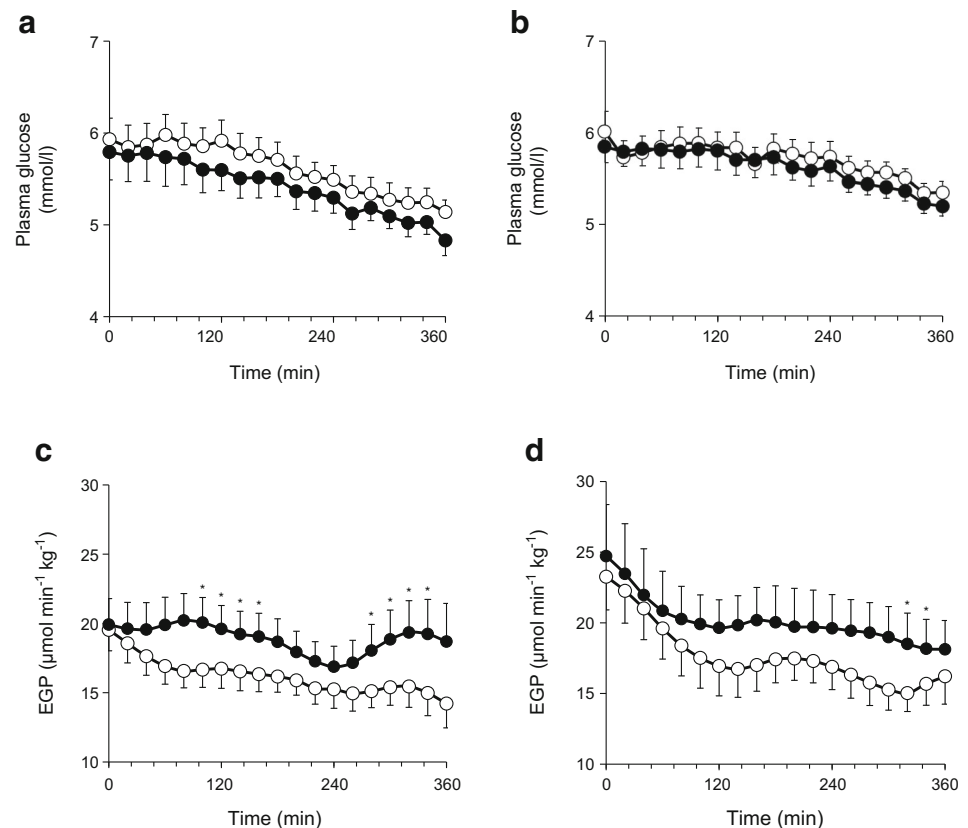 a
7
6
5
4
0
120
240
360
Plasma glucose
(mmol/l)
Time (min)
b
7
6
5
4
0
120
240
360
Plasma glucose
(mmol/l)
Time (min)
c
30
25
20
15
10
0
120
240
360
EGP (μmol min⁻¹ kg⁻¹)
* * * * * * * *
Time (min)
d
30
25
20
15
10
0
120
240
360
EGP (μmol min⁻¹ kg⁻¹)
* *
Time (min)